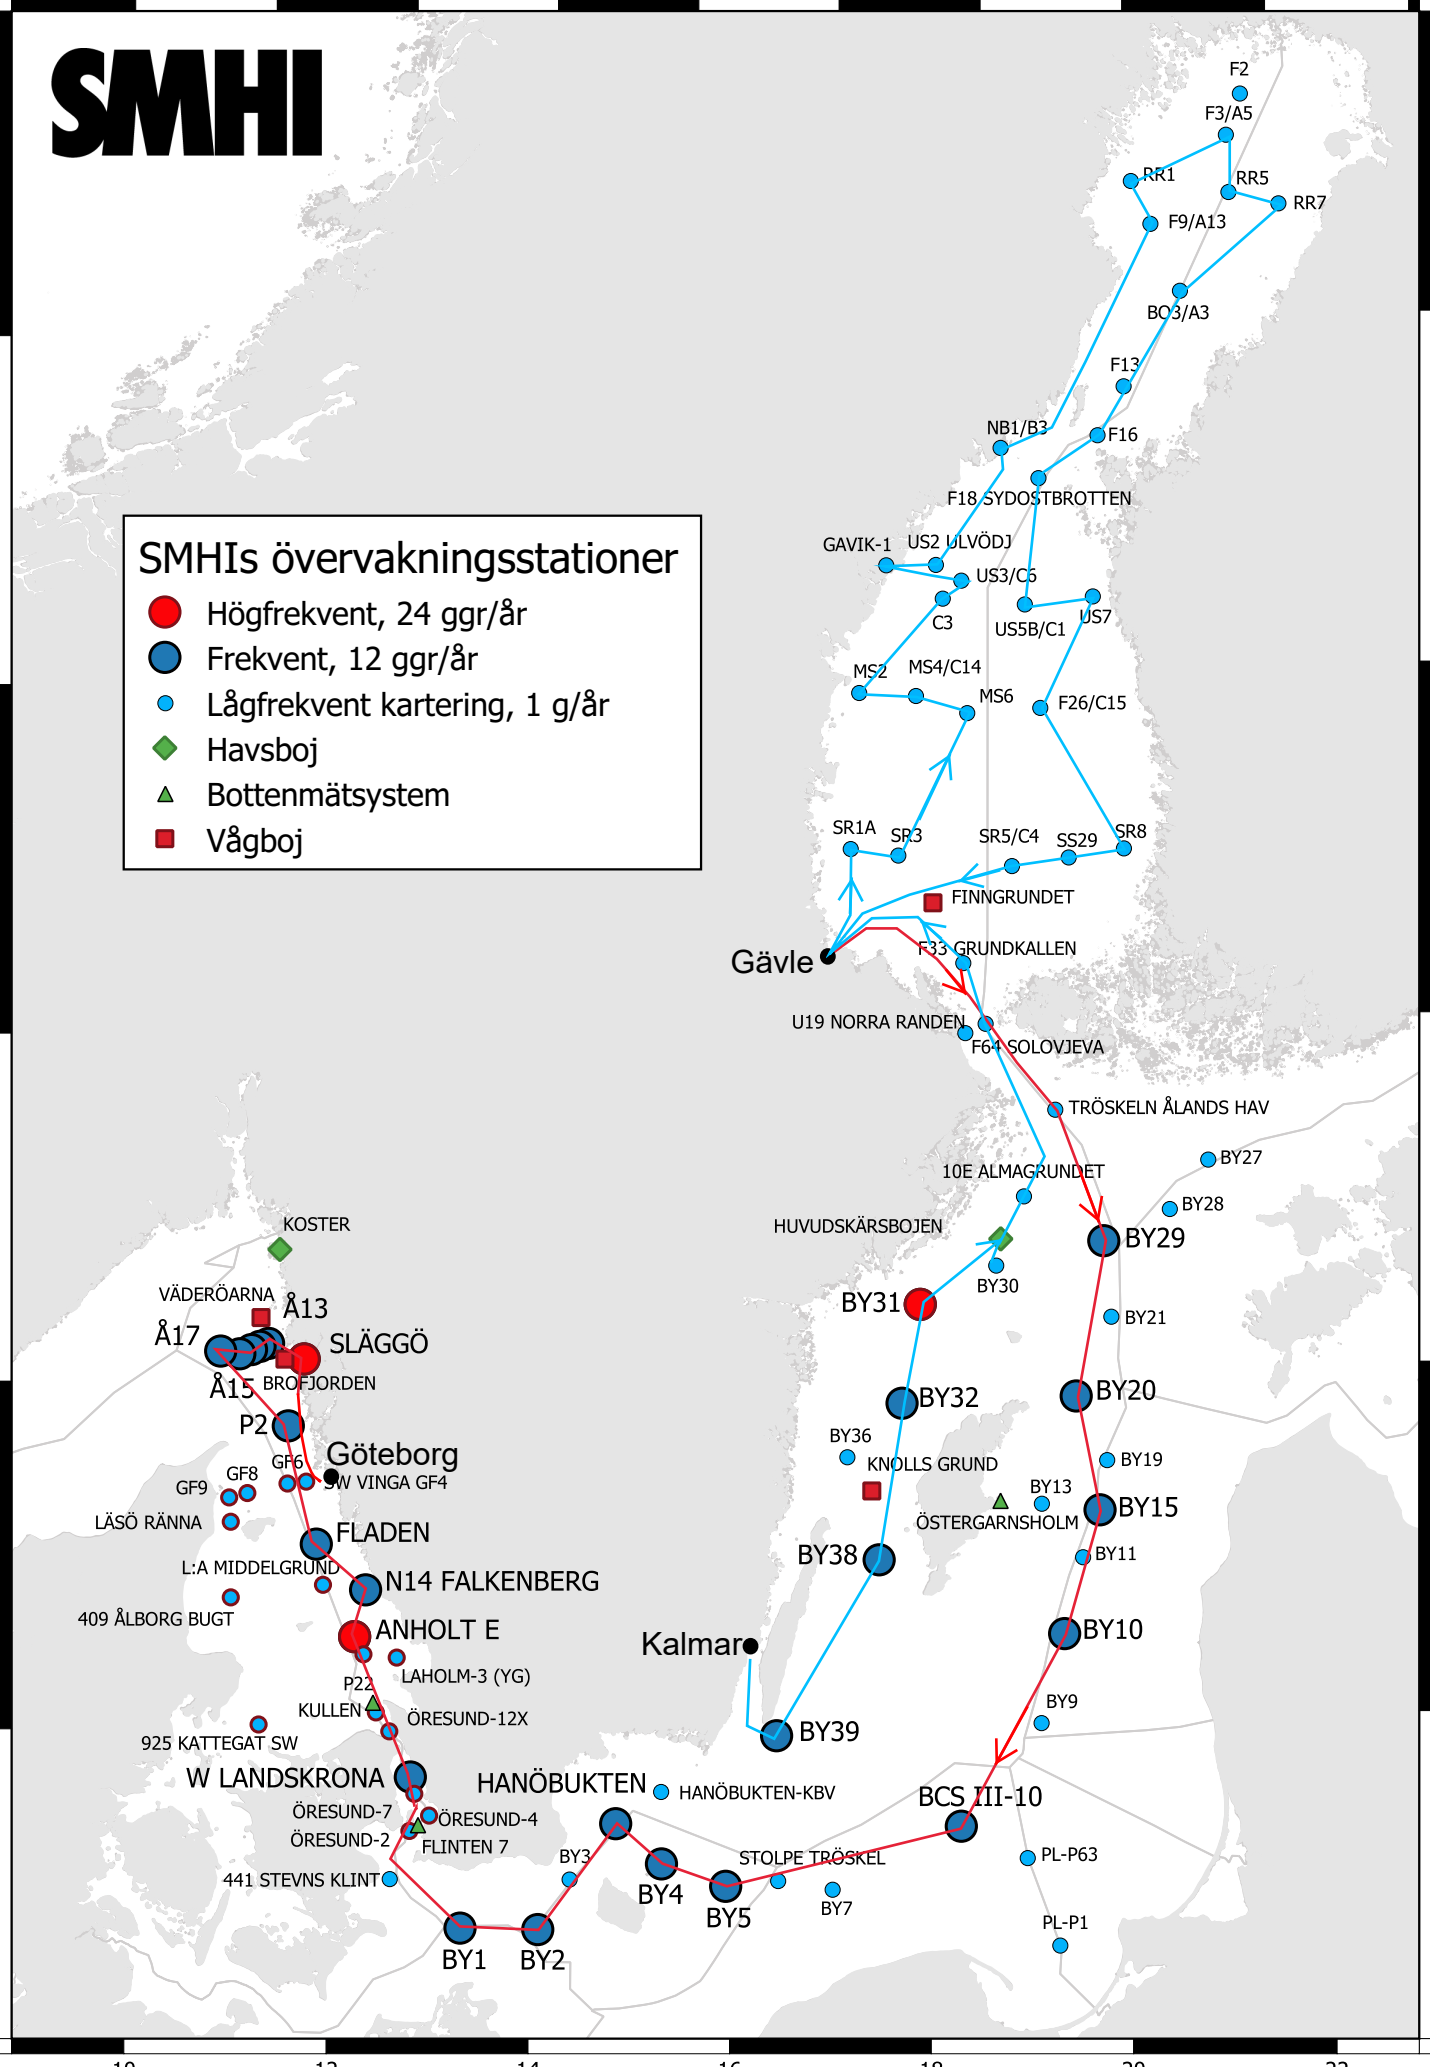 SMHI
F2
F3/A5
RR1
RR5
RR7
F9/A13
BO3/A3
F13
NB1/B3
F16
F18 SYDOSTBROTTEN
SMHIs övervakningsstationer
Högfrekvent, 24 ggr/år
Frekvent, 12 ggr/år
Lågfrekvent kartering, 1 g/år
Havsboj
Bottenmätsystem
Vågboj
GAVIK-1
US2 ULVÖDJ
US3/C6
C3
US5B/C1
US7
MS2
MS4/C14
MS6
F26/C15
SR1A
SR3
SR5/C4
SS29
SR8
FINNGRUNDET
Gävle
F33 GRUNDKALLEN
U19 NORRA RANDEN
F64 SOLOVJEVA
TRÖSKELN ÅLANDS HAV
BY27
10E ALMAGRUNDET
BY28
KOSTER
HUVUDSKÄRSBOJEN
BY29
BY30
VÄDERÖARNA
Å13
BY31
BY21
Å17
SLÄGGÖ
Å15
BROFJORDEN
BY32
BY20
P2
BY36
Göteborg
GF6
KNOLLS GRUND
BY19
GF8
SW VINGA GF4
GF9
BY13
BY15
LÄSÖ RÄNNA
FLADEN
ÖSTERGARNSHOLM
BY38
BY11
L:A MIDDELGRUND
N14 FALKENBERG
409 ÅLBORG BUGT
ANHOLT E
BY10
Kalmar
LAHOLM-3 (YG)
P22
KULLEN
ÖRESUND-12X
BY9
925 KATTEGAT SW
BY39
W LANDSKRONA
HANÖBUKTEN
HANÖBUKTEN-KBV
BCS III-10
ÖRESUND-7
ÖRESUND-4
ÖRESUND-2
FLINTEN 7
BY3
STOLPE TRÖSKEL
PL-P63
441 STEVNS KLINT
BY4
BY7
BY5
PL-P1
BY1
BY2
10
12
14
16
18
20
22